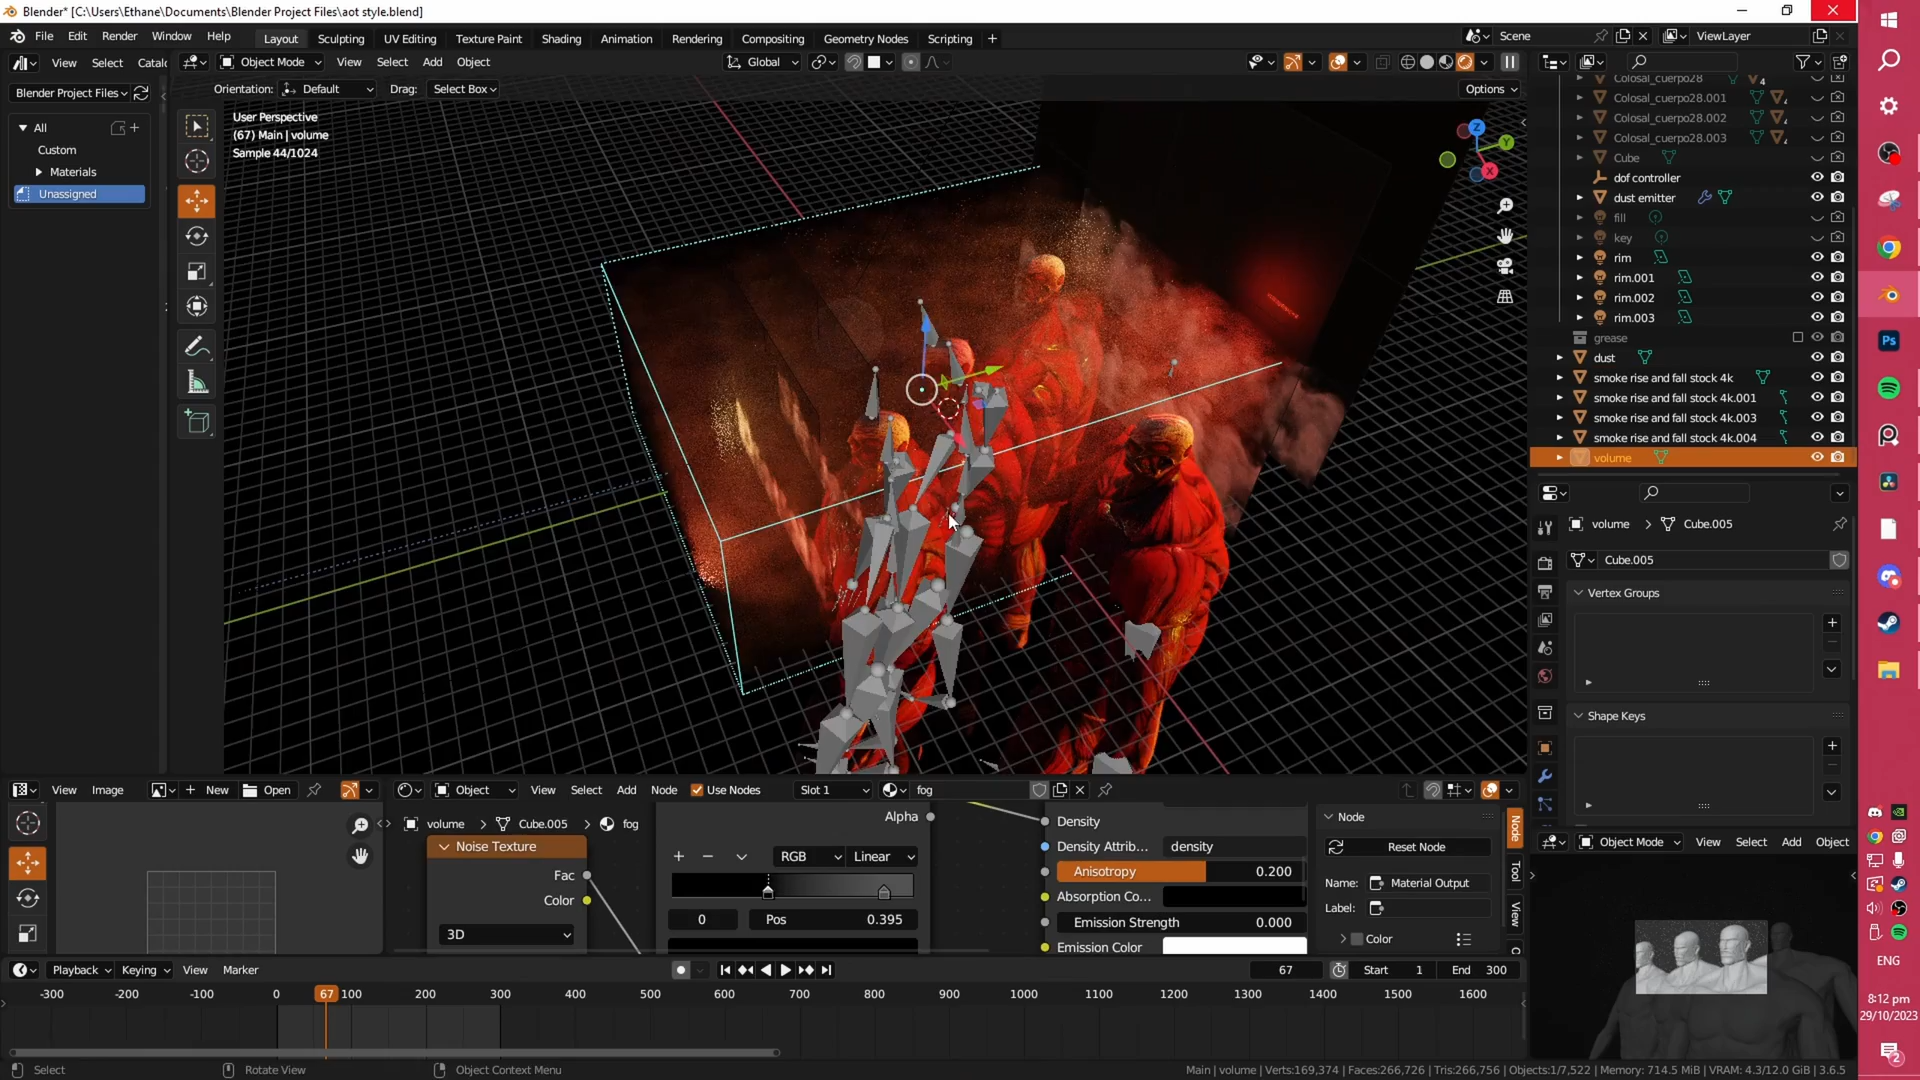 Blender* [C:\Users\Ethane\Documents\Blender Project Files\aot style.blend]
File Edit Render Window Help
Layout Sculpting UV Editing Texture Paint Shading Animation Rendering Compositing Geometry Nodes Scripting +
Scene
ViewLayer
View Select Catalc
Object Mode View Select Add Object
Global
Blender Project Files
Orientation: Default Drag: Select Box
Options
All
Custom
Materials
Unassigned
User Perspective
(67) Main | volume
Sample 44/1024
Z
Y
X
Colosal_cuerpo28
Colosal_cuerpo28.001
Colosal_cuerpo28.002
Colosal_cuerpo28.003
Cube
dof controller
dust emitter
fill
key
rim
rim.001
rim.002
rim.003
grease
dust
smoke rise and fall stock 4k
smoke rise and fall stock 4k.001
smoke rise and fall stock 4k.003
smoke rise and fall stock 4k.004
volume
volume > Cube.005
Cube.005
Vertex Groups
Shape Keys
View Image New Open
Object View Select Add Node Use Nodes Slot 1 fog
volume > Cube.005 > fog
Noise Texture
Fac
Color
3D
Alpha
RGB Linear
0 Pos 0.395
Density
Density Attrib... density
Anisotropy 0.200
Absorption Co...
Emission Strength 0.000
Emission Color
Node
Reset Node
Name: Material Output
Label:
Color
Node
Tool
View
Object Mode View Select Add Object
Playback Keying View Marker
67 Start 1 End 300
-300 -200 -100 0 67 100 200 300 400 500 600 700 800 900 1000 1100 1200 1300 1400 1500 1600
Select Rotate View Object Context Menu
Main | volume | Verts:169,374 | Faces:266,726 | Tris:266,756 | Objects:1/7,522 | Memory: 714.5 MiB | VRAM: 4.3/12.0 GiB | 3.6.5
Ps
ENG
8:12 pm
29/10/2023
2